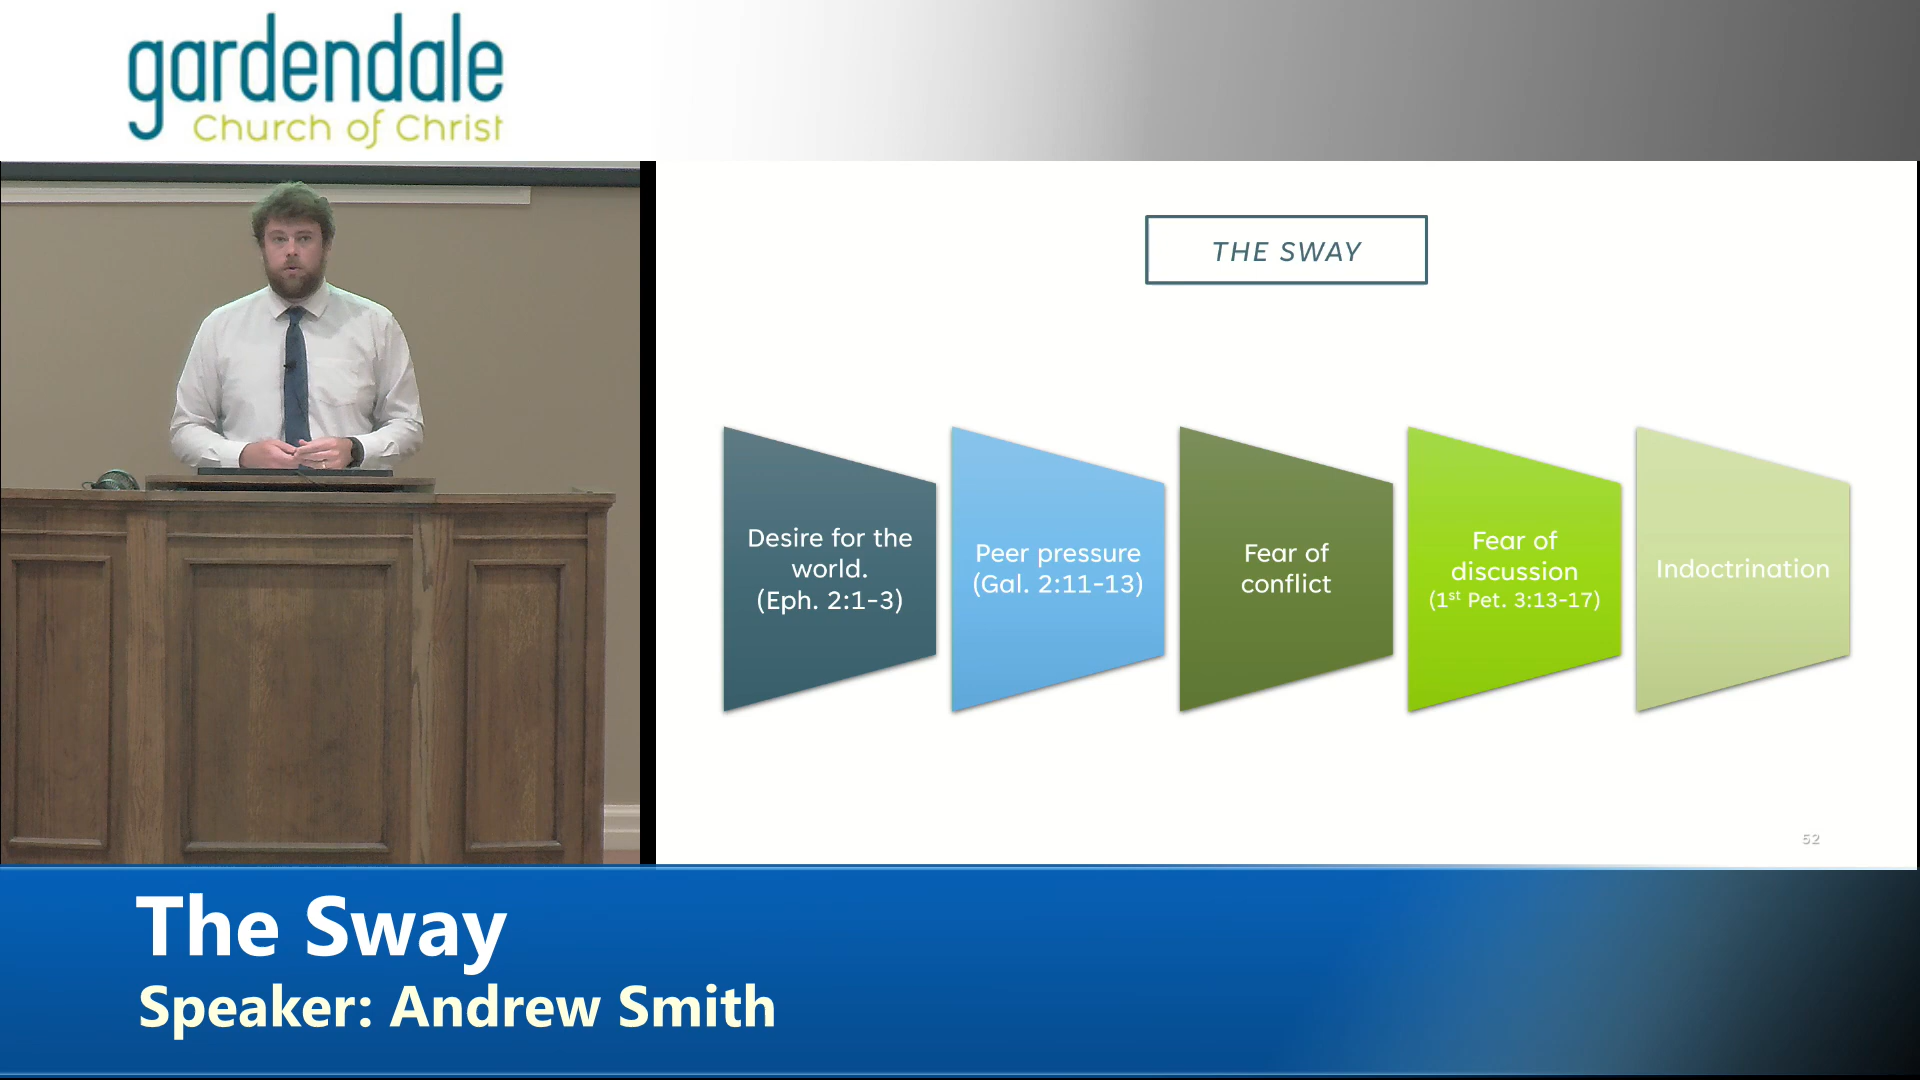 gardendale
Church of Christ
THE SWAY
Desire for the
world.
(Eph. 2:1-3)
Peer pressure
(Gal. 2:11-13)
Fear of
conflict
Fear of
discussion
(1st Pet. 3:13-17)
Indoctrination
52
The Sway
Speaker: Andrew Smith